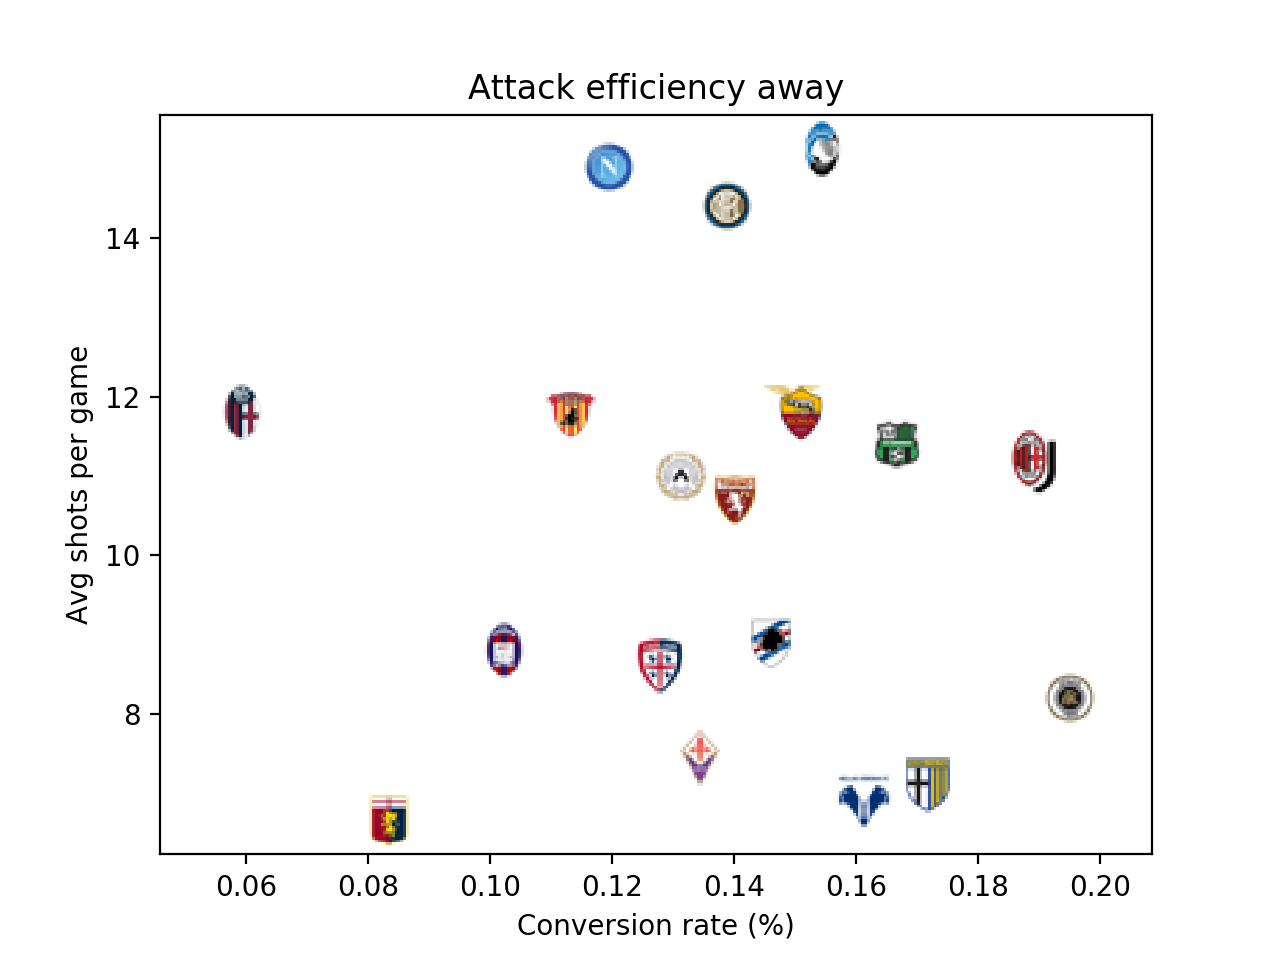 Attack efficiency away
Avg shots per game
14
12
10
8
0.06 0.08 0.10 0.12 0.14 0.16 0.18 0.20
Conversion rate (%)
N